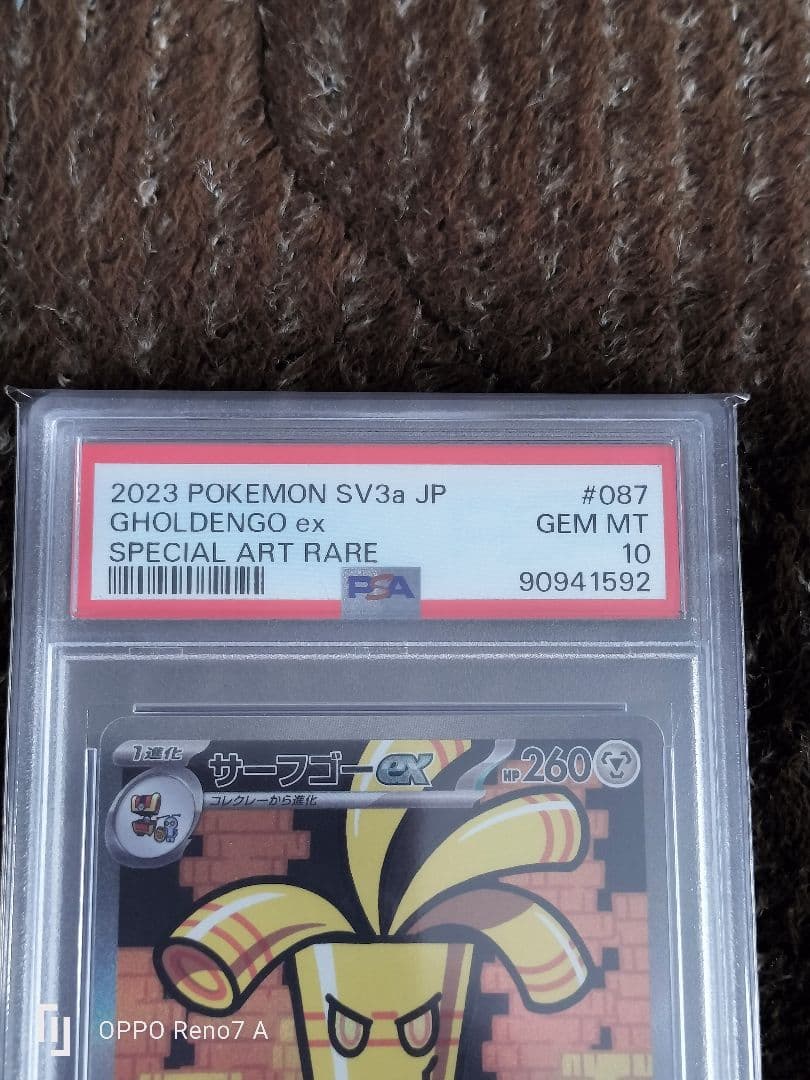 2023 POKEMON SV3a JP #087
GHOLDENGO ex GEM MT
SPECIAL ART RARE 10
PSA 90941592
1進化 サーフゴーex HP260
コレクレーから進化
OPPO Reno7 A